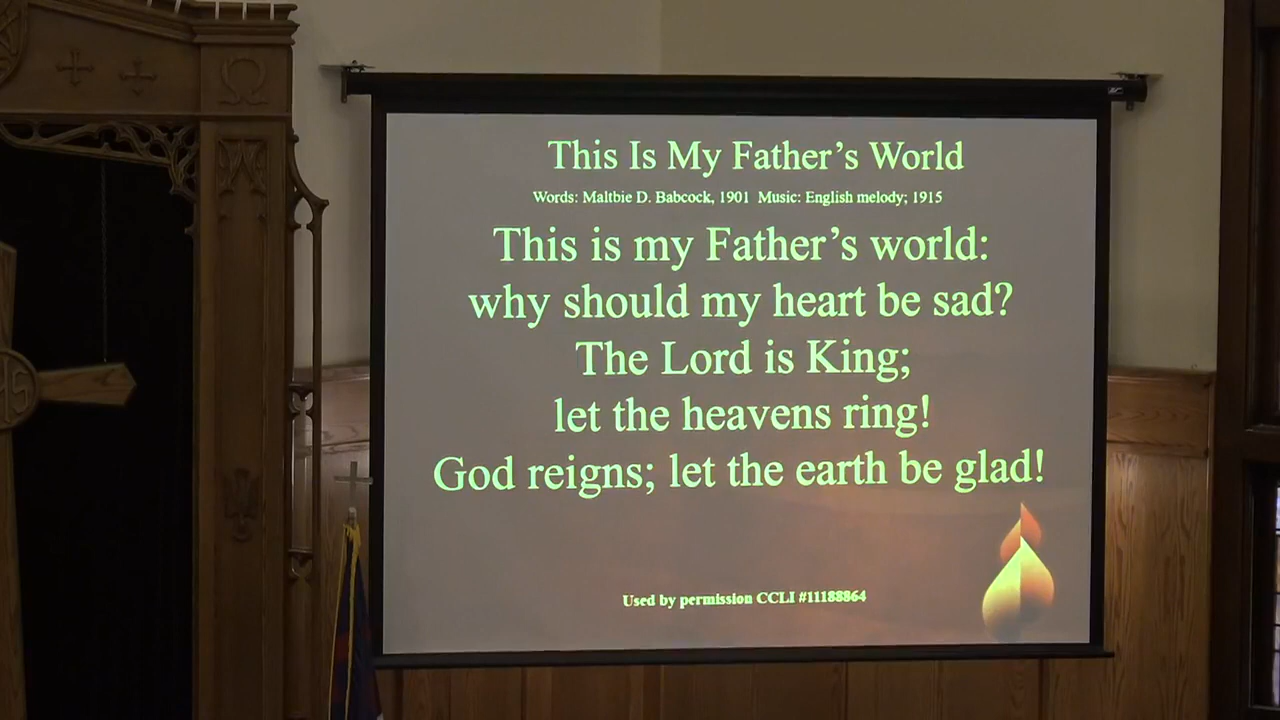 This Is My Father’s World
Words: Maltbie D. Babcock, 1901 Music: English melody; 1915
This is my Father’s world:
why should my heart be sad?
The Lord is King;
let the heavens ring!
God reigns; let the earth be glad!
Used by permission CCLI #11188864
Ω
IHS